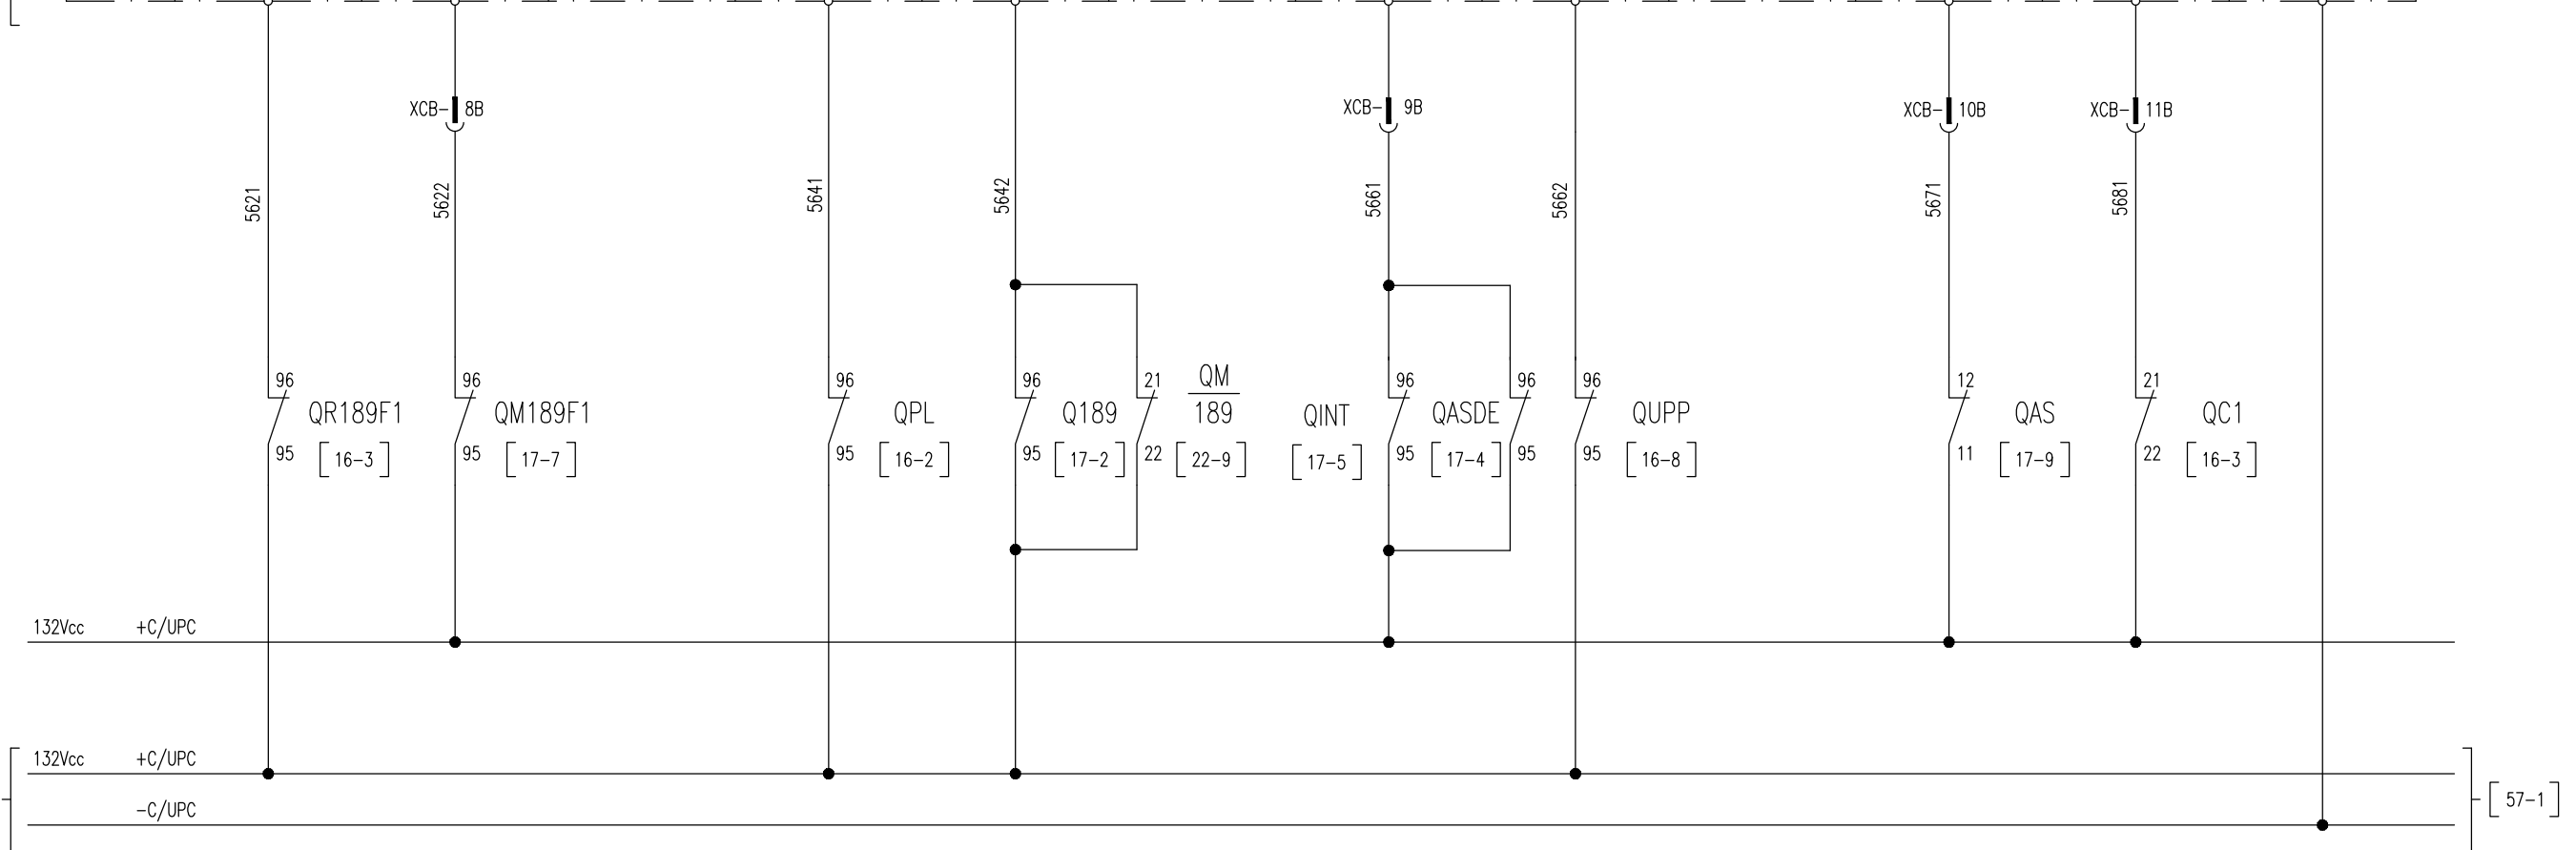 XCB- 8B
XCB- 9B
XCB- 10B
XCB- 11B
5621
5622
5641
5642
5661
5662
5671
5681
96 QR189F1 95 [16-3]
96 QM189F1 95 [17-7]
96 QPL 95 [16-2]
96 Q189 95 [17-2]
21 QM 22 [22-9]
189
QINT 96 95 [17-5]
QASDE 96 95 [17-4]
96 QUPP 95 [16-8]
12 QAS 11 [17-9]
21 QC1 22 [16-3]
132Vcc +C/UPC
132Vcc +C/UPC
-C/UPC
[57-1]